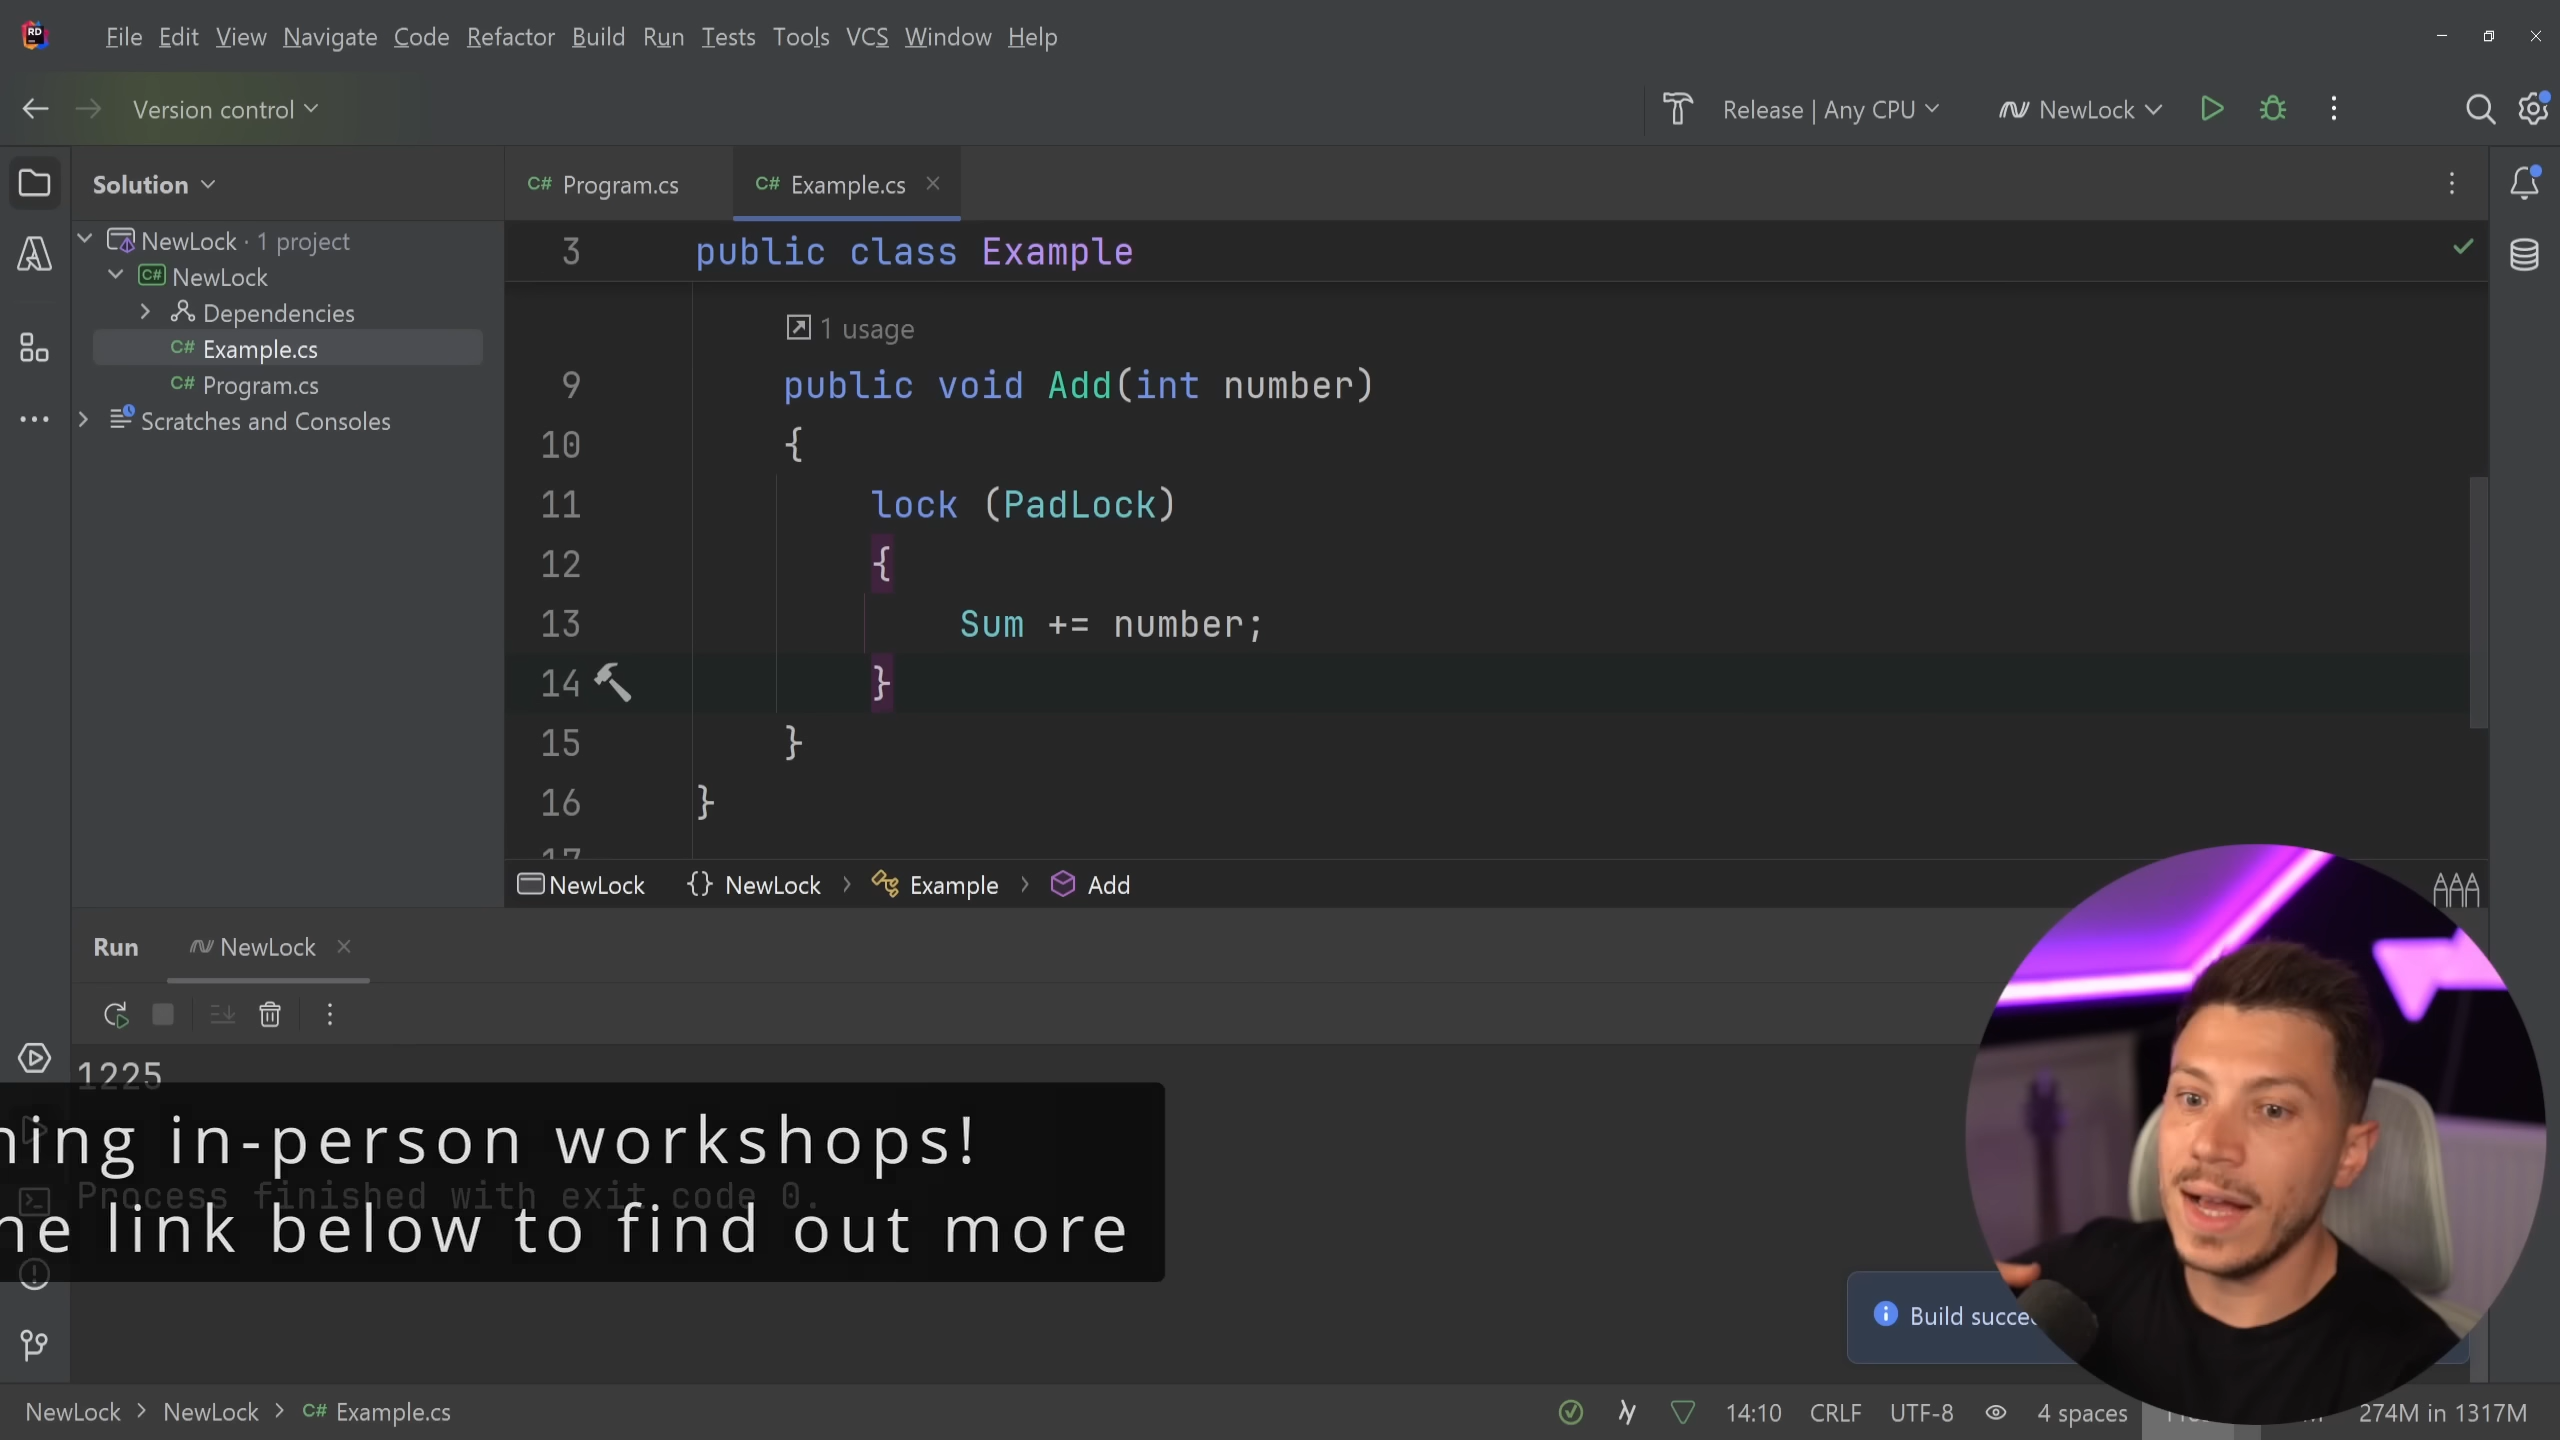 RD
File Edit View Navigate Code Refactor Build Run Tests Tools VCS Window Help
Version control
Release | Any CPU
NewLock
Solution
C# Program.cs
C# Example.cs
NewLock · 1 project
C# NewLock
Dependencies
C# Example.cs
C# Program.cs
Scratches and Consoles
3 public class Example
1 usage
9 public void Add(int number)
10 {
11 lock (PadLock)
12 {
13 Sum += number;
14 }
15 }
16 }
17
NewLock {} NewLock > Example > Add
Run NewLock
1225
in-person workshops!
Process finished with exit code 0.
link below to find out more
Build
NewLock > NewLock > C# Example.cs
14:10 CRLF UTF-8 4 spaces
274M in 1317M